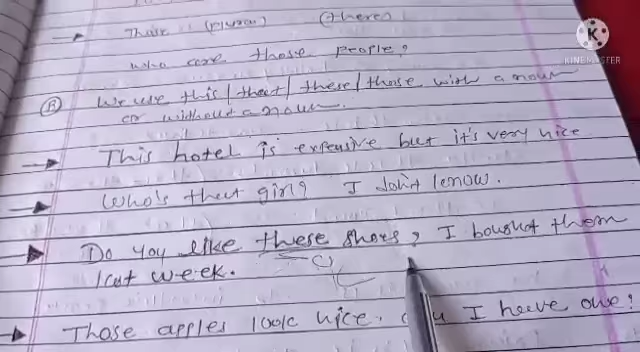 → Those : (plural) (there)
who are those people?
Ⓑ We use this / that / these / those with a noun
or without a noun.
→ This hotel is expensive but it's very nice
→ Who's that girl? I don't know.
→ Do you like these shoes? I bought them
last week.
→ Those apples look nice. I have one?
K
KINEMASTER